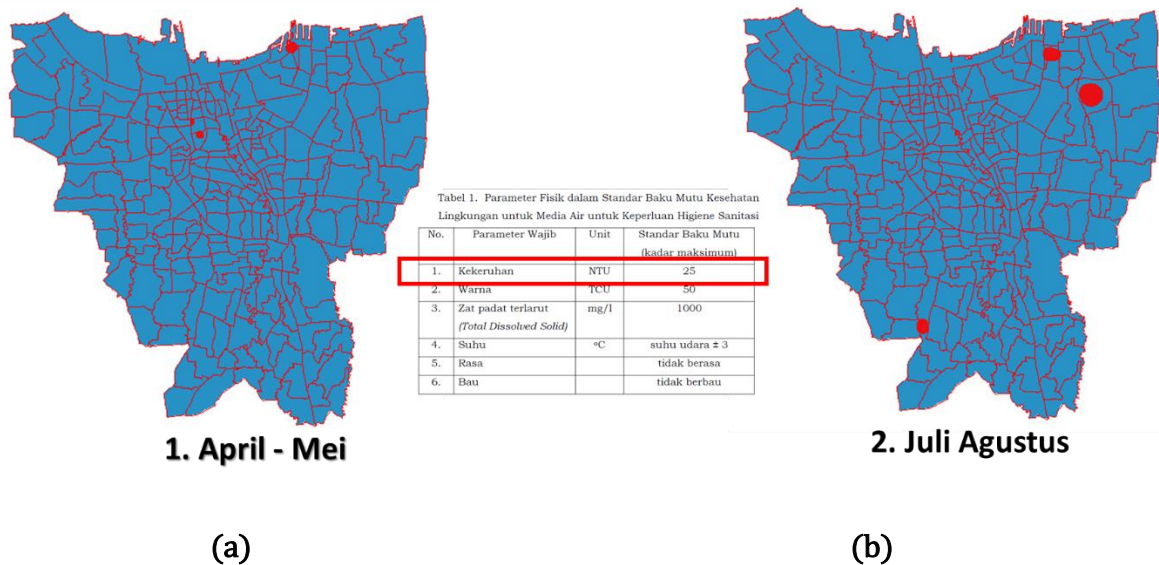 Tabel 1. Parameter Fisik dalam Standar Baku Mutu Kesehatan
Lingkungan untuk Media Air untuk Keperluan Higiene Sanitasi
No. Parameter Wajib Unit Standar Baku Mutu
(kadar maksimum)
1. Kekeruhan NTU 25
2. Warna TCU 50
3. Zat padat terlarut mg/l 1000
(Total Dissolved Solid)
4. Suhu ᵒC suhu udara ± 3
5. Rasa tidak berasa
6. Bau tidak berbau
1. April - Mei
2. Juli Agustus
(a)
(b)